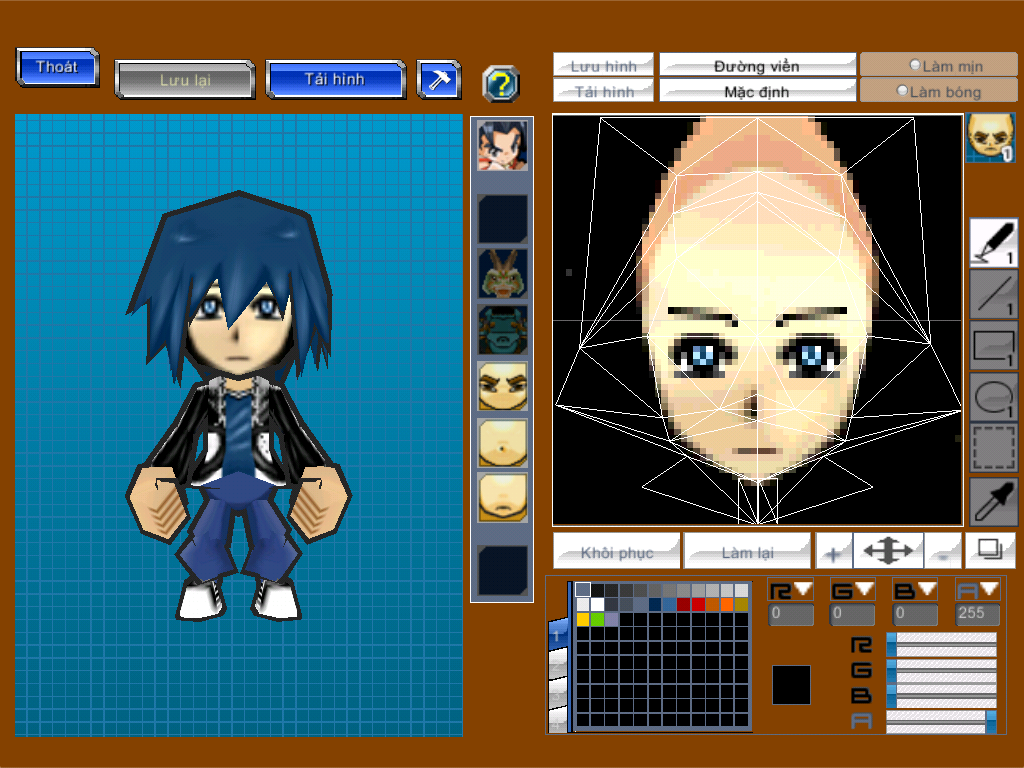 Thoát
Lưu lại
Tải hình
?
Lưu hình
Đường viền
Làm mịn
Tải hình
Mặc định
Làm bóng
1
1
1
1
1
Khôi phục
Làm lại
+
-
R
G
B
A
0
0
0
255
1
R
G
B
A